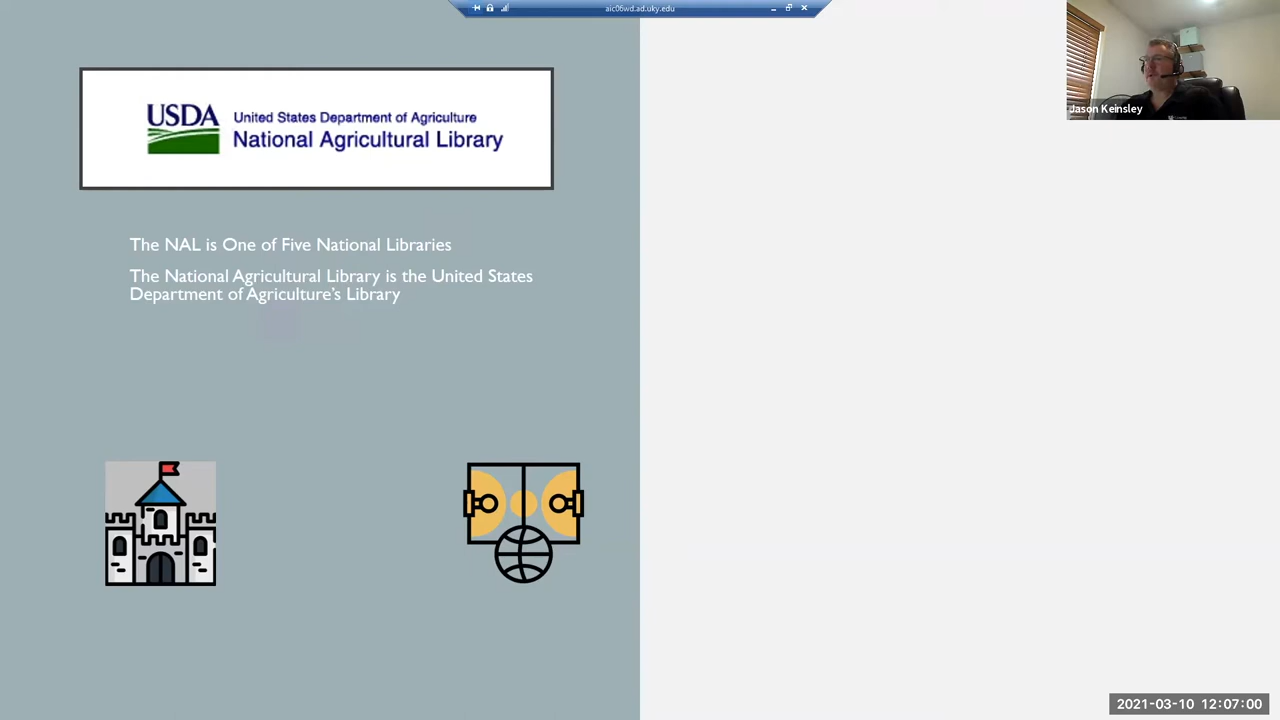 aic06wd.ad.uky.edu
Jason Keinsley
USDA
United States Department of Agriculture
National Agricultural Library
The NAL is One of Five National Libraries
The National Agricultural Library is the United States
Department of Agriculture’s Library
2021-03-10 12:07:00